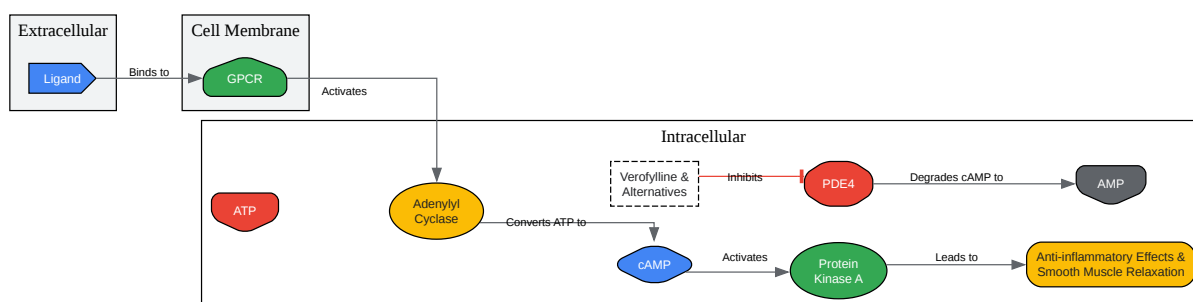 Extracellular
Cell Membrane
Ligand
Binds to
GPCR
Activates
Intracellular
Verofylline &
Alternatives
Inhibits
PDE4
Degrades cAMP to
AMP
ATP
Adenylyl
Cyclase
Converts ATP to
cAMP
Activates
Protein
Kinase A
Leads to
Anti-inflammatory Effects &
Smooth Muscle Relaxation